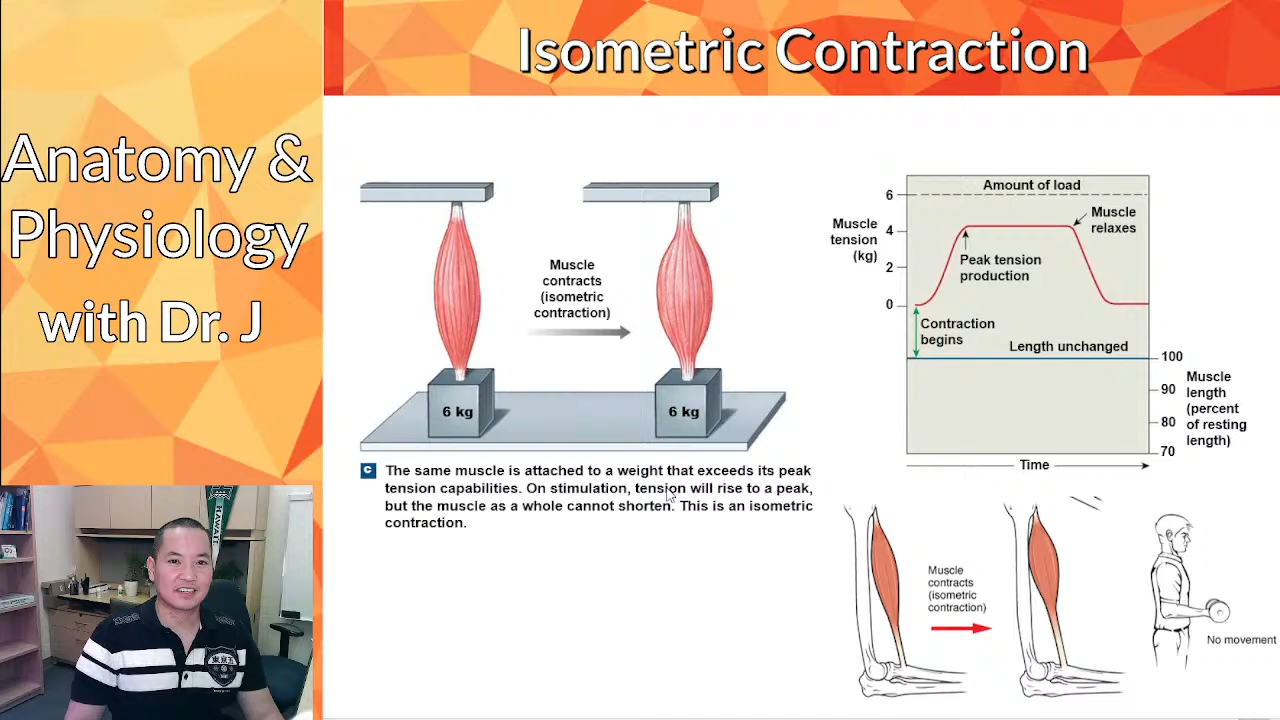 Isometric Contraction
Anatomy &
Physiology
with Dr. J
Muscle
contracts
(isometric
contraction)
6 kg
6 kg
C The same muscle is attached to a weight that exceeds its peak
tension capabilities. On stimulation, tension will rise to a peak,
but the muscle as a whole cannot shorten. This is an isometric
contraction.
Amount of load
6
Muscle
tension
(kg)
4
2
0
Muscle
relaxes
Peak tension
production
Contraction
begins
Length unchanged
100
90
80
70
Muscle
length
(percent
of resting
length)
Time
Muscle
contracts
(isometric
contraction)
No movement
HAWAI'I